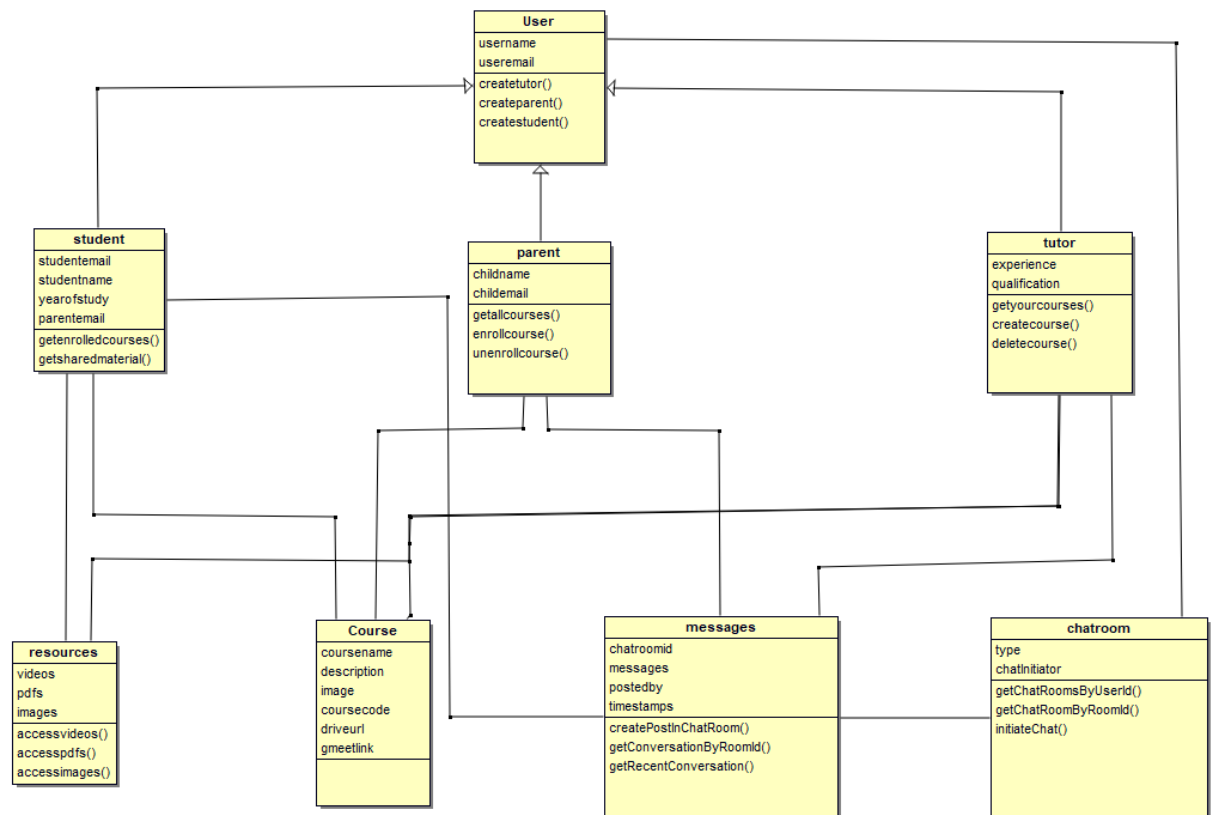 User
username
useremail
createtutor()
createparent()
createstudent()
student
studentemail
studentname
yearofstudy
parentemail
getenrolledcourses()
getsharedmaterial()
parent
childname
childemail
getallcourses()
enrollcourse()
unenrollcourse()
tutor
experience
qualification
getyourcourses()
createcourse()
deletecourse()
resources
videos
pdfs
images
accessvideos()
accesspdfs()
accessimages()
Course
coursename
description
image
coursecode
driveurl
gmeetlink
messages
chatroomid
messages
postedby
timestamps
createPostInChatRoom()
getConversationByRoomId()
getRecentConversation()
chatroom
type
chatInitiator
getChatRoomsByUserId()
getChatRoomByRoomId()
initiateChat()